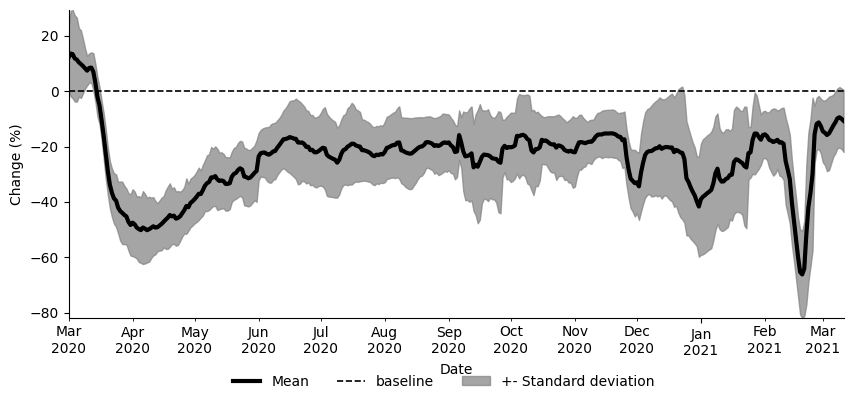 Change (%)
20
0
−20
−40
−60
−80
Mar Apr May Jun Jul Aug Sep Oct Nov Dec Jan Feb Mar
2020 2020 2020 2020 2020 2020 2020 2020 2020 2020 2021 2021 2021
Date
Mean baseline +- Standard deviation